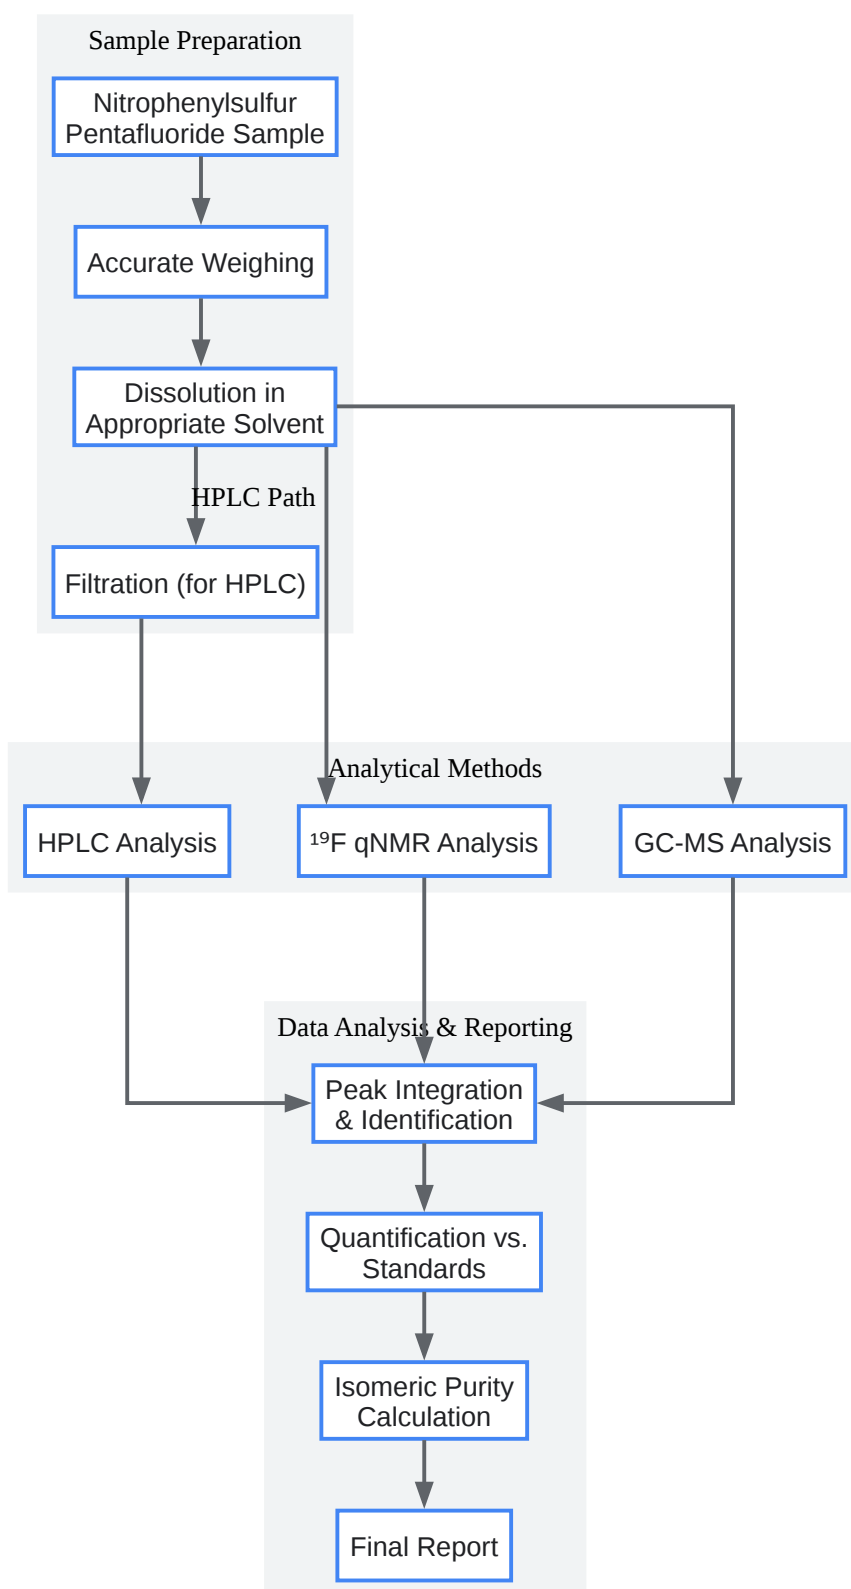 Sample Preparation
Nitrophenylsulfur
Pentafluoride Sample
Accurate Weighing
Dissolution in
Appropriate Solvent
HPLC Path
Filtration (for HPLC)
Analytical Methods
HPLC Analysis
¹⁹F qNMR Analysis
GC-MS Analysis
Data Analysis & Reporting
Peak Integration
& Identification
Quantification vs.
Standards
Isomeric Purity
Calculation
Final Report